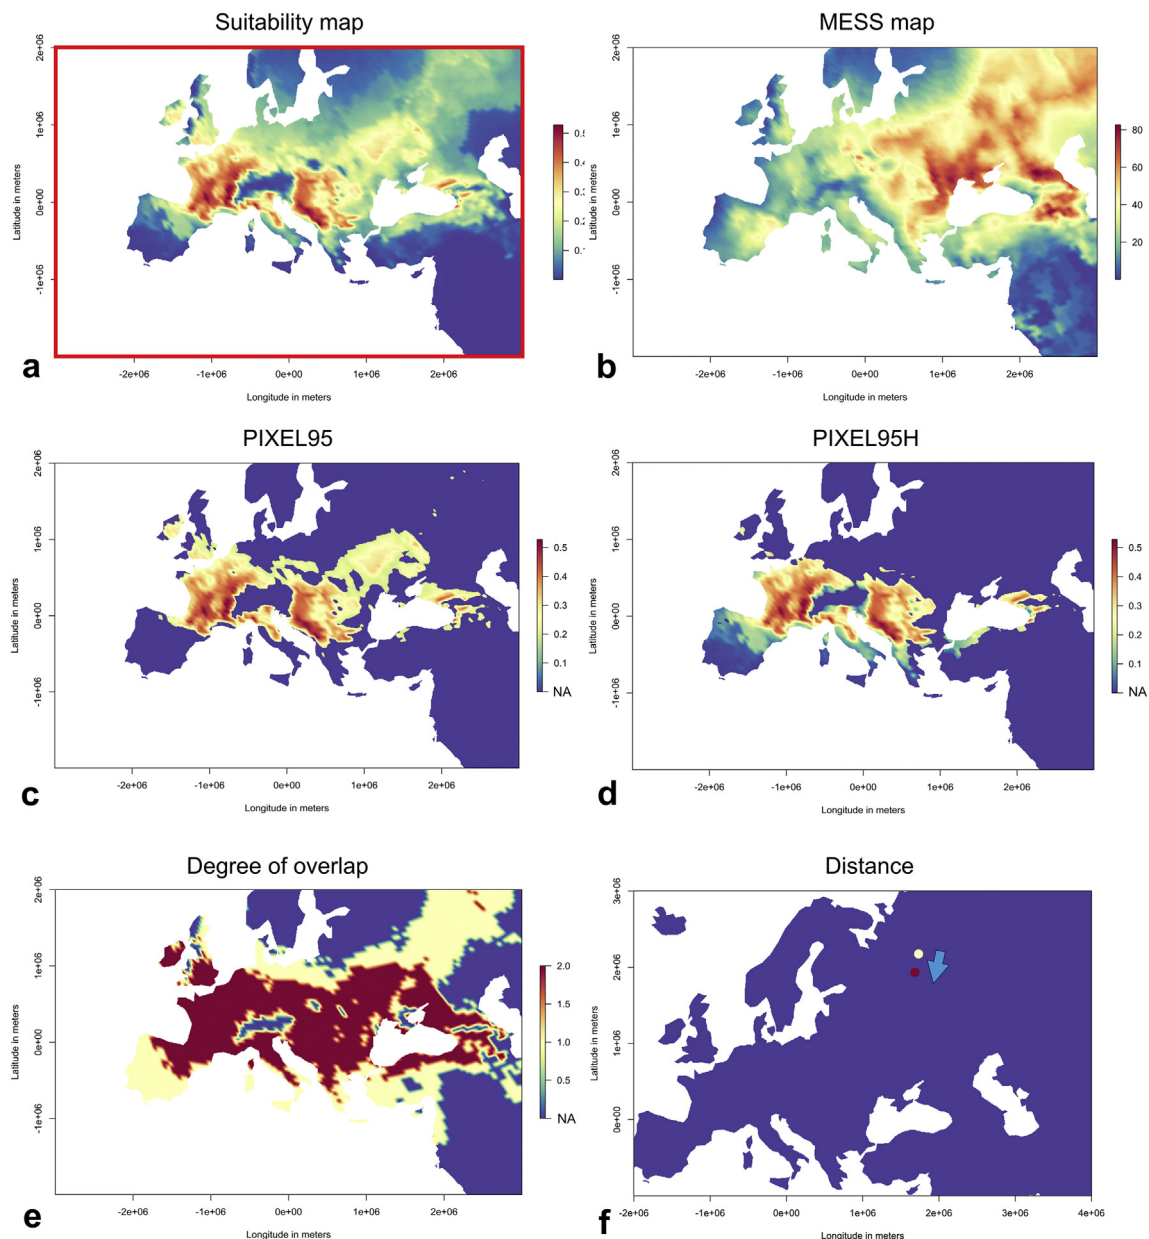 Suitability map
Latitude in meters
2e+06
1e+06
0e+00
-1e+06
0.3
-2e+06 -1e+06 0e+00 1e+06 2e+06
Longitude in meters
a
MESS map
Latitude in meters
2e+06
1e+06
0e+00
-1e+06
80
60
40
20
-2e+06 -1e+06 0e+00 1e+06 2e+06
Longitude in meters
b
PIXEL95
Latitude in meters
2e+06
1e+06
0e+00
-1e+06
0.5
0.4
0.3
0.2
0.1
NA
-2e+06 -1e+06 0e+00 1e+06 2e+06
Longitude in meters
c
PIXEL95H
Latitude in meters
2e+06
1e+06
0e+00
-1e+06
0.5
0.4
0.3
0.2
0.1
NA
-2e+06 -1e+06 0e+00 1e+06 2e+06
Longitude in meters
d
Degree of overlap
Latitude in meters
2e+06
1e+06
0e+00
-1e+06
2.0
1.5
1.0
0.5
NA
-2e+06 -1e+06 0e+00 1e+06 2e+06
Longitude in meters
e
Distance
Latitude in meters
3e+06
2e+06
1e+06
0e+00
-2e+06 -1e+06 0e+00 1e+06 2e+06 3e+06 4e+06
Longitude in meters
f